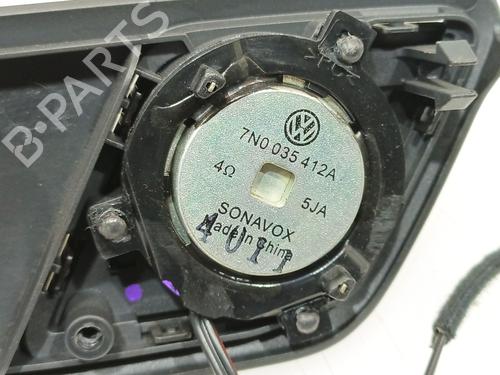 B-PARTS
7N0 035 412A
4Ω
5JA
SONAVOX
Made in China
4011